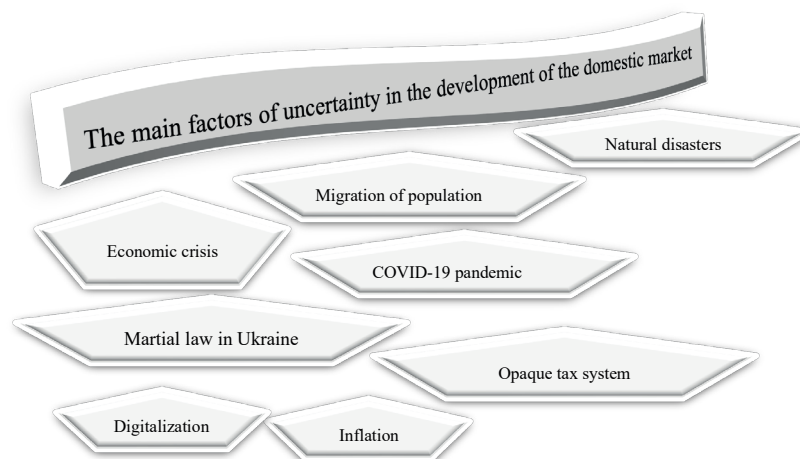 The main factors of uncertainty in the development of the domestic market
Natural disasters
Migration of population
Economic crisis
COVID-19 pandemic
Martial law in Ukraine
Opaque tax system
Digitalization
Inflation